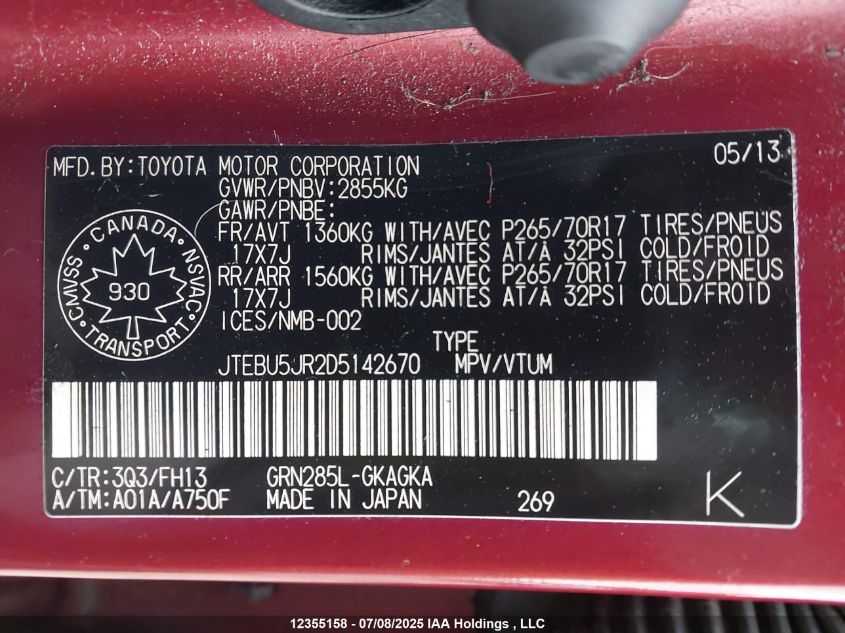 05/13
MFD.BY:TOYOTA MOTOR CORPORATION
GVWR/PNBV:2855KG
GAWR/PNBE:
FR/AVT 1360KG WITH/AVEC P265/70R17 TIRES/PNEUS
17X7J RIMS/JANTES AT/À 32PSI COLD/FROID
RR/ARR 1560KG WITH/AVEC P265/70R17 TIRES/PNEUS
17X7J RIMS/JANTES AT/À 32PSI COLD/FROID
ICES/NMB-002
CANADA
CMVSS NSVAC
930
TRANSPORT
TYPE
JTEBU5JR2D5142670 MPV/VTUM
C/TR:3Q3/FH13 GRN285L-GKAGKA
A/TM:A01A/A750F MADE IN JAPAN 269 K
12355158 - 07/08/2025 IAA Holdings , LLC